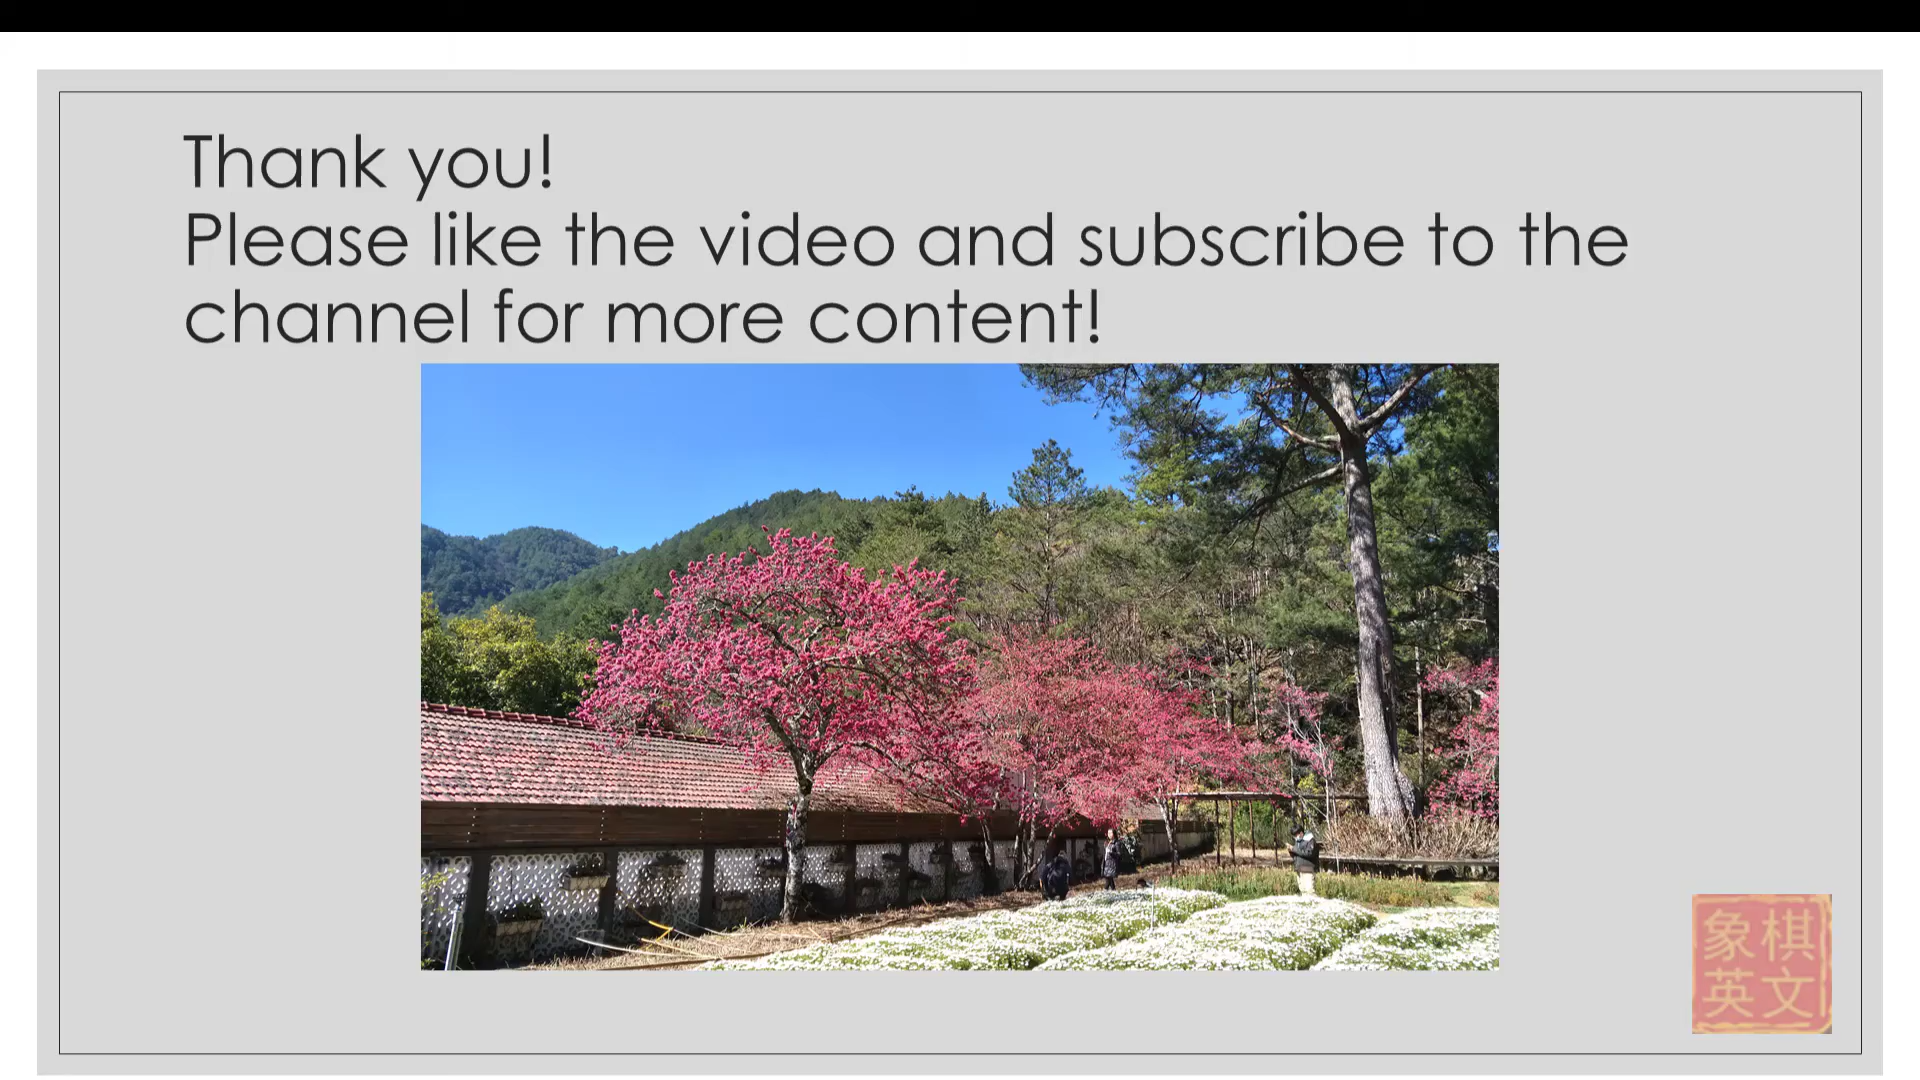 Thank you!
Please like the video and subscribe to the
channel for more content!
象棋
英文